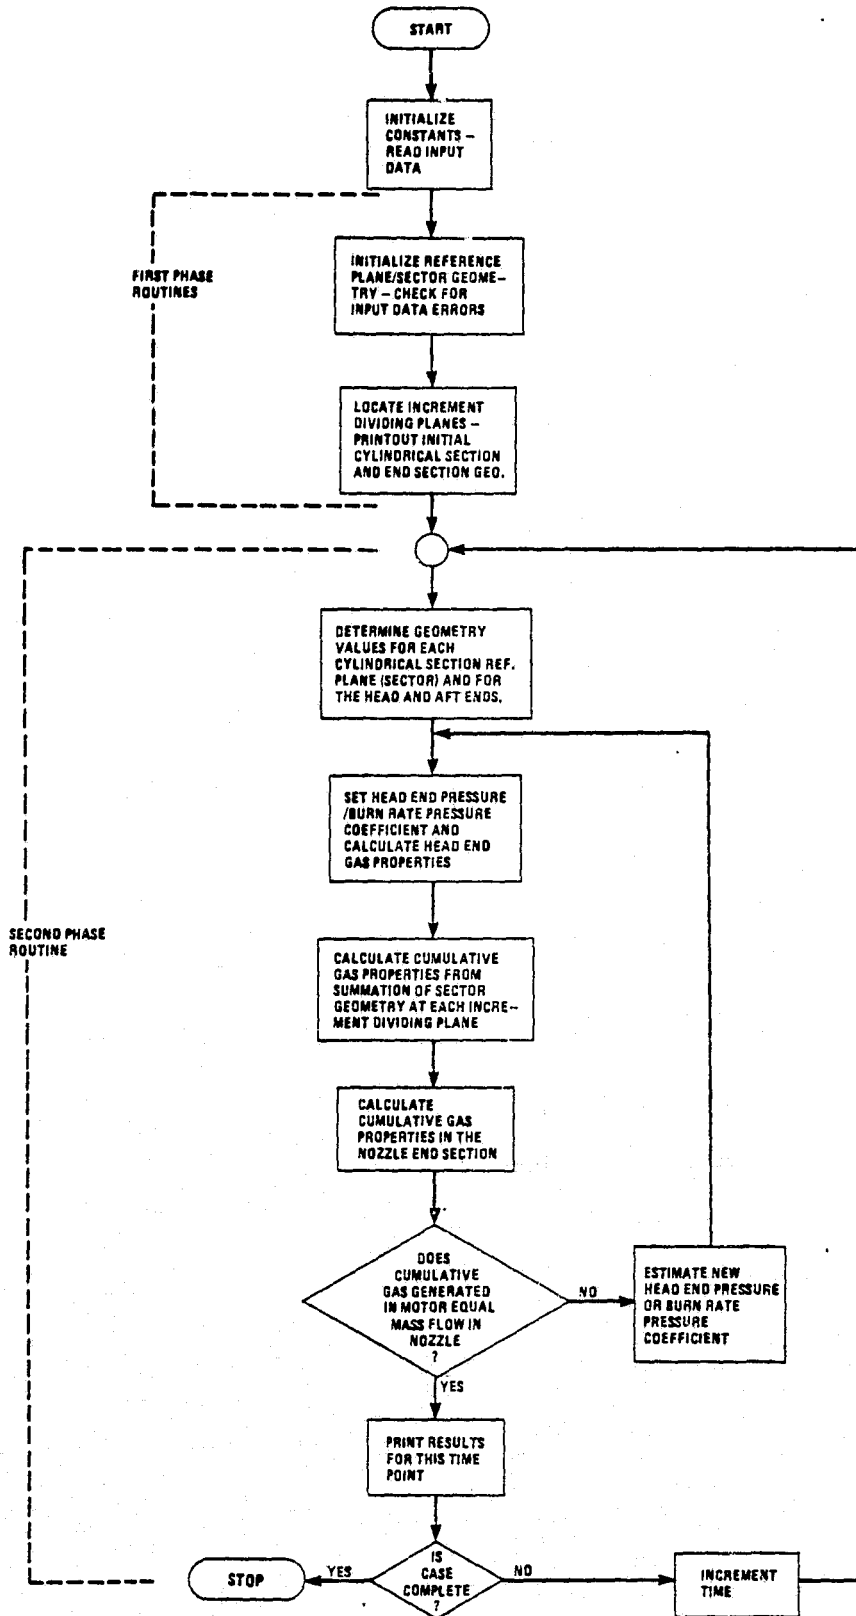 START
INITIALIZE
CONSTANTS –
READ INPUT
DATA
FIRST PHASE
ROUTINES
INITIALIZE REFERENCE
PLANE/SECTOR GEOME–
TRY – CHECK FOR
INPUT DATA ERRORS
LOCATE INCREMENT
DIVIDING PLANES –
PRINTOUT INITIAL
CYLINDRICAL SECTION
AND END SECTION GEO.
DETERMINE GEOMETRY
VALUES FOR EACH
CYLINDRICAL SECTION REF.
PLANE (SECTOR) AND FOR
THE HEAD AND AFT ENDS.
SET HEAD END PRESSURE
/BURN RATE PRESSURE
COEFFICIENT AND
CALCULATE HEAD END
GAS PROPERTIES
SECOND PHASE
ROUTINE
CALCULATE CUMULATIVE
GAS PROPERTIES FROM
SUMMATION OF SECTOR
GEOMETRY AT EACH INCRE–
MENT DIVIDING PLANE
CALCULATE
CUMULATIVE GAS
PROPERTIES IN THE
NOZZLE END SECTION
DOES
CUMULATIVE
GAS GENERATED
IN MOTOR EQUAL
MASS FLOW IN
NOZZLE
?
NO
ESTIMATE NEW
HEAD END PRESSURE
OR BURN RATE
PRESSURE
COEFFICIENT
YES
PRINT RESULTS
FOR THIS TIME
POINT
IS
CASE
COMPLETE
?
YES
STOP
NO
INCREMENT
TIME